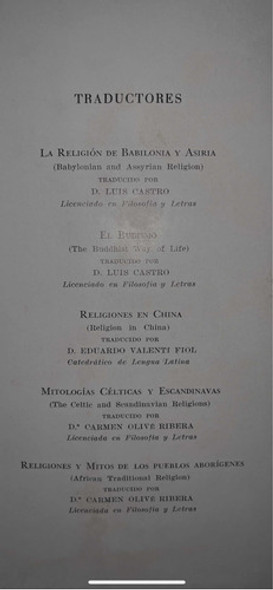 TRADUCTORES
LA RELIGIÓN DE BABILONIA Y ASIRIA
(Babylonian and Assyrian Religion)
TRADUCIDO POR
D. LUIS CASTRO
Licenciado en Filosofía y Letras
EL BUDISMO
(The Buddhist Way of Life)
TRADUCIDO POR
D. LUIS CASTRO
Licenciado en Filosofía y Letras
RELIGIONES EN CHINA
(Religion in China)
TRADUCIDO POR
D. EDUARDO VALENTI FIOL
Catedrático de Lengua Latina
MITOLOGÍAS CÉLTICAS Y ESCANDINAVAS
(The Celtic and Scandinavian Religions)
TRADUCIDO POR
D.ª CARMEN OLIVÉ RIBERA
Licenciada en Filosofía y Letras
RELIGIONES Y MITOS DE LOS PUEBLOS ABORÍGENES
(African Traditional Religion)
TRADUCIDO POR
D.ª CARMEN OLIVÉ RIBERA
Licenciada en Filosofía y Letras